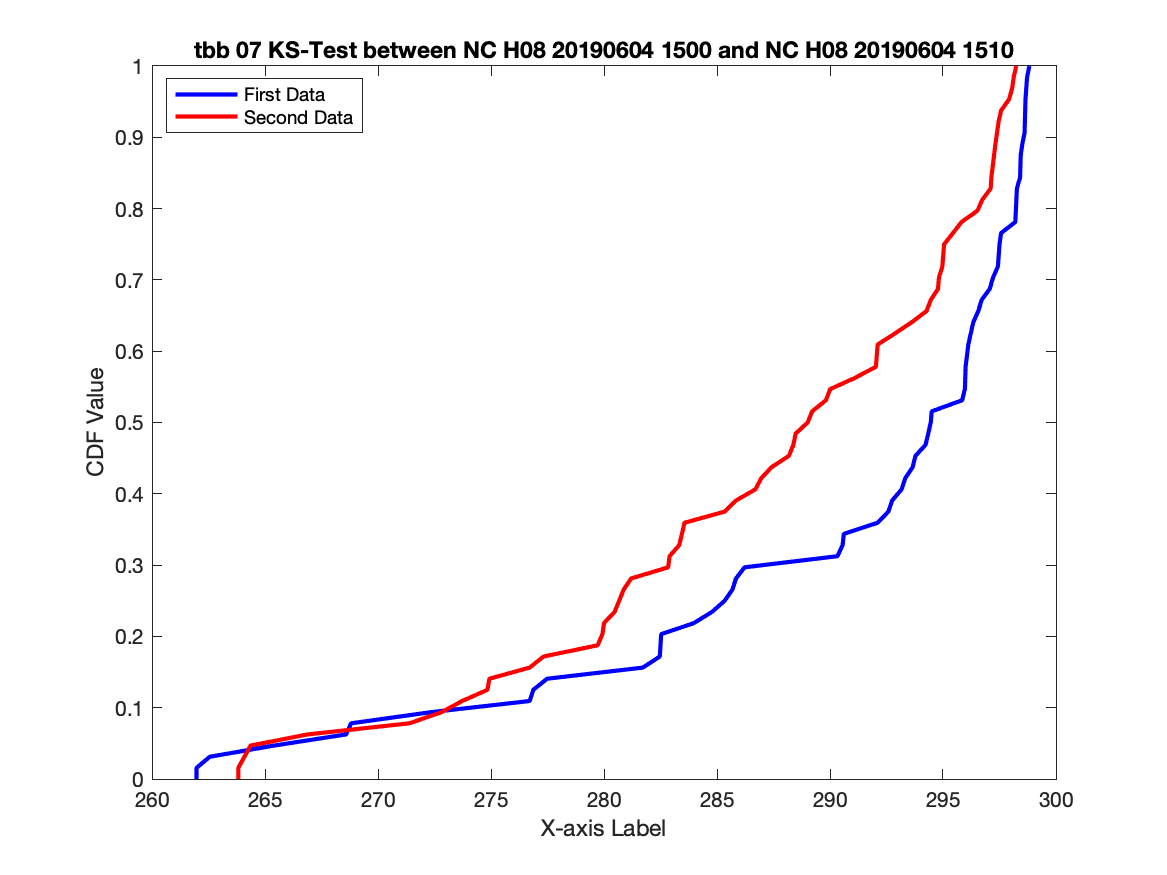 tbb 07 KS-Test between NC H08 20190604 1500 and NC H08 20190604 1510
First Data
Second Data
1
0.9
0.8
0.7
0.6
0.5
0.4
0.3
0.2
0.1
0
CDF Value
260 265 270 275 280 285 290 295 300
X-axis Label